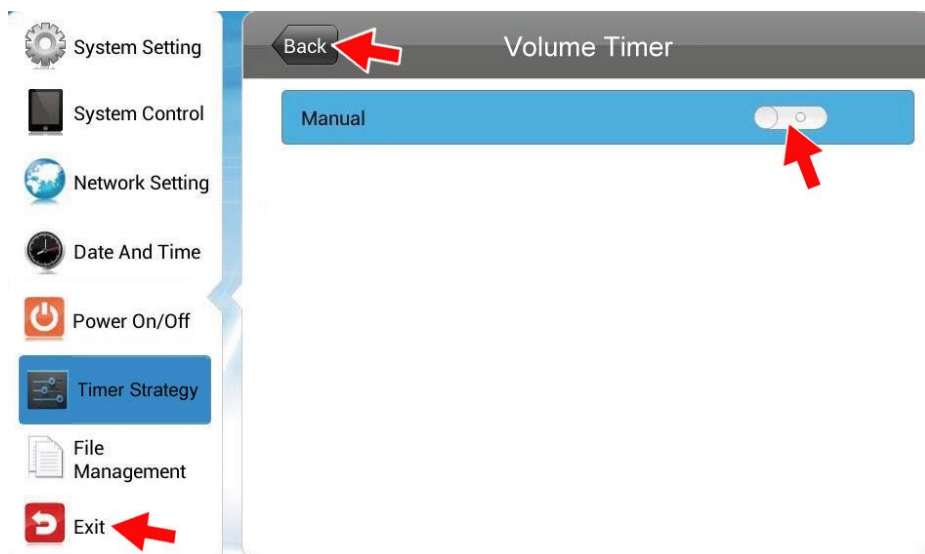 System Setting
System Control
Network Setting
Date And Time
Power On/Off
Timer Strategy
File
Management
Exit
Back
Volume Timer
Manual